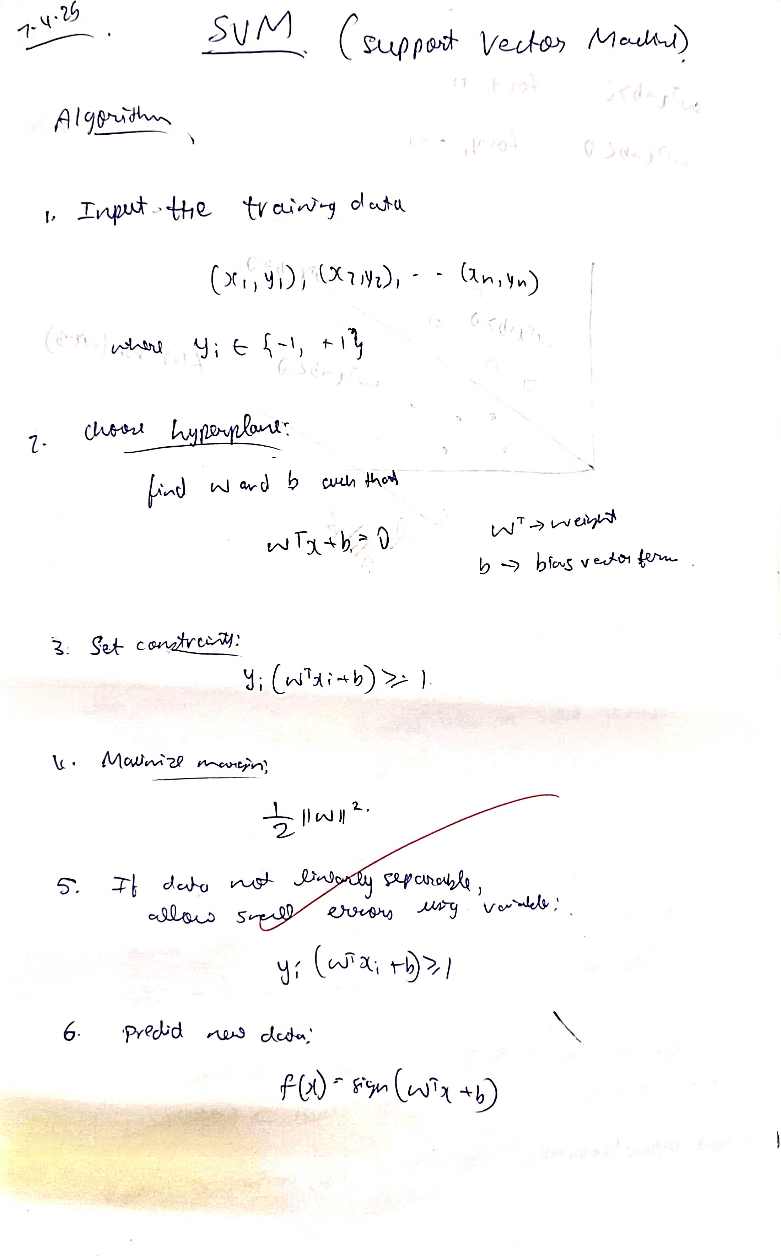 7.4.25
SVM (Support Vector Machine)
Algorithm
1. Input the training data
(x₁, y₁), (x₂, y₂), - - (xₙ, yₙ)
where yᵢ ∈ {-1, +1}
2. Choose hyperplane:
find w and b such that
wᵀx + b = 0
wᵀ → weight
b → bias vector form.
3. Set constraints:
yᵢ (wᵀxᵢ + b) ≥ 1.
4. Maximize margin;
1/2 ||w||².
5. If data not linearly separable,
allow small errors using variable:
yᵢ (wᵀxᵢ + b) ≥ 1
6. Predict new data:
f(x) = sign (wᵀx + b)